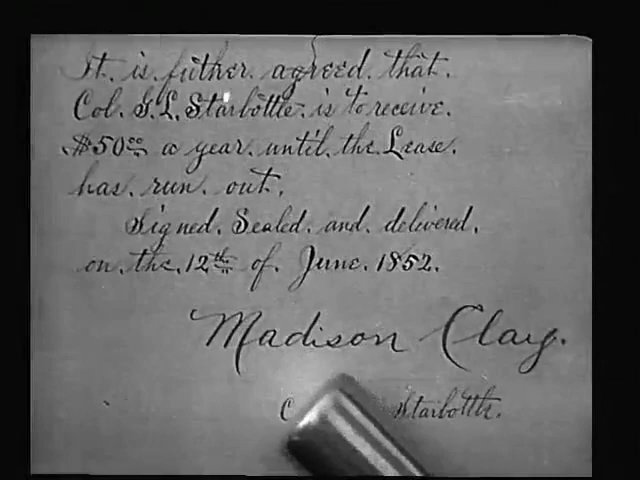 It. is. futher. agreed. that.
Col. G. L. Starbottle. is to receive.
$50 00 a year. until. the. Lease.
has. run. out.
Signed. Sealed. and. delivered.
on. the. 12th of. June. 1852.
Madison Clay.
C Starbottle.